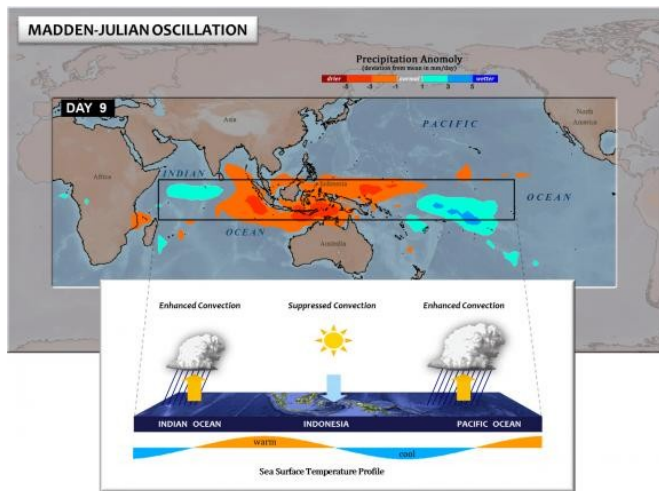 MADDEN-JULIAN OSCILLATION
Precipitation Anomoly
(deviation from mean in mm/day)
drier -5 -3 -1 normal 1 3 5 wetter
DAY 9
Asia
North
America
PACIFIC
Africa
INDIAN
Indonesia
OCEAN
OCEAN
Australia
Enhanced Convection Suppressed Convection Enhanced Convection
INDIAN OCEAN INDONESIA PACIFIC OCEAN
warm
cool
Sea Surface Temperature Profile